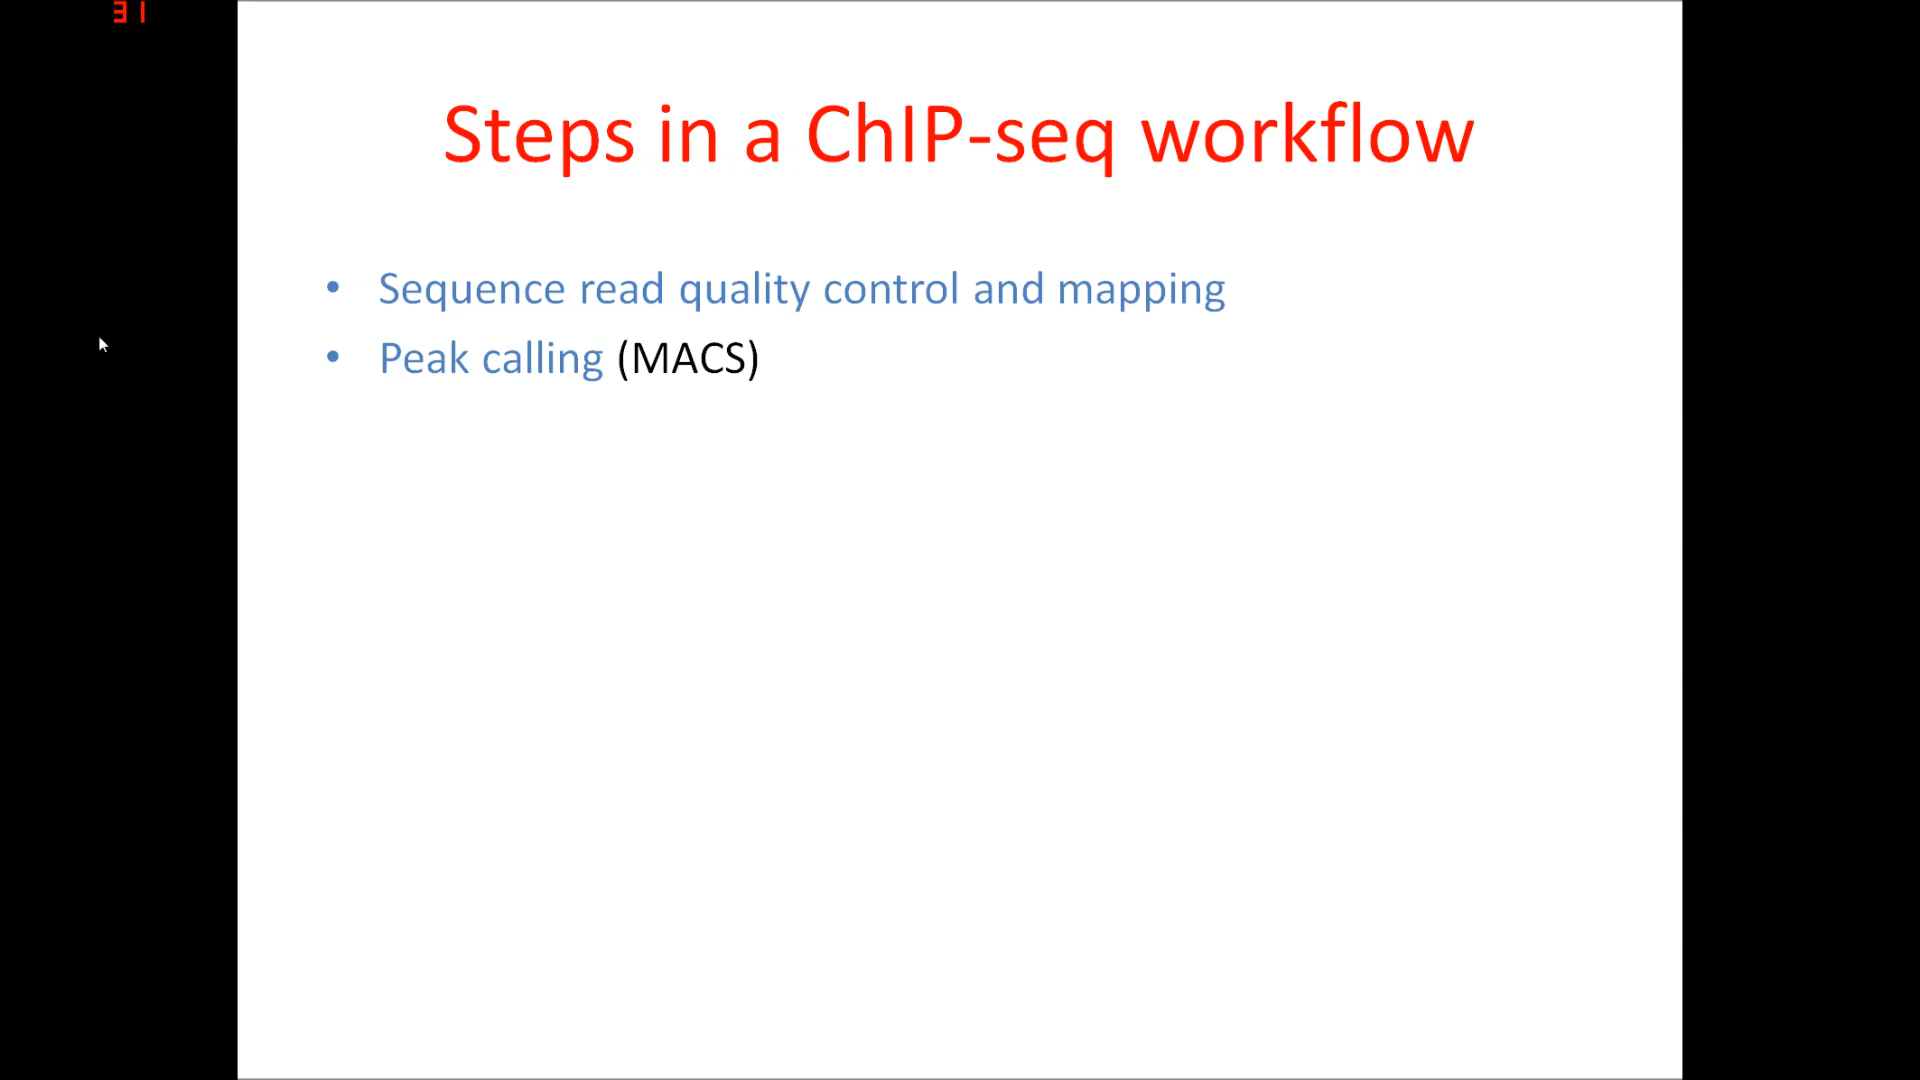 31
Steps in a ChIP-seq workflow
• Sequence read quality control and mapping
• Peak calling (MACS)